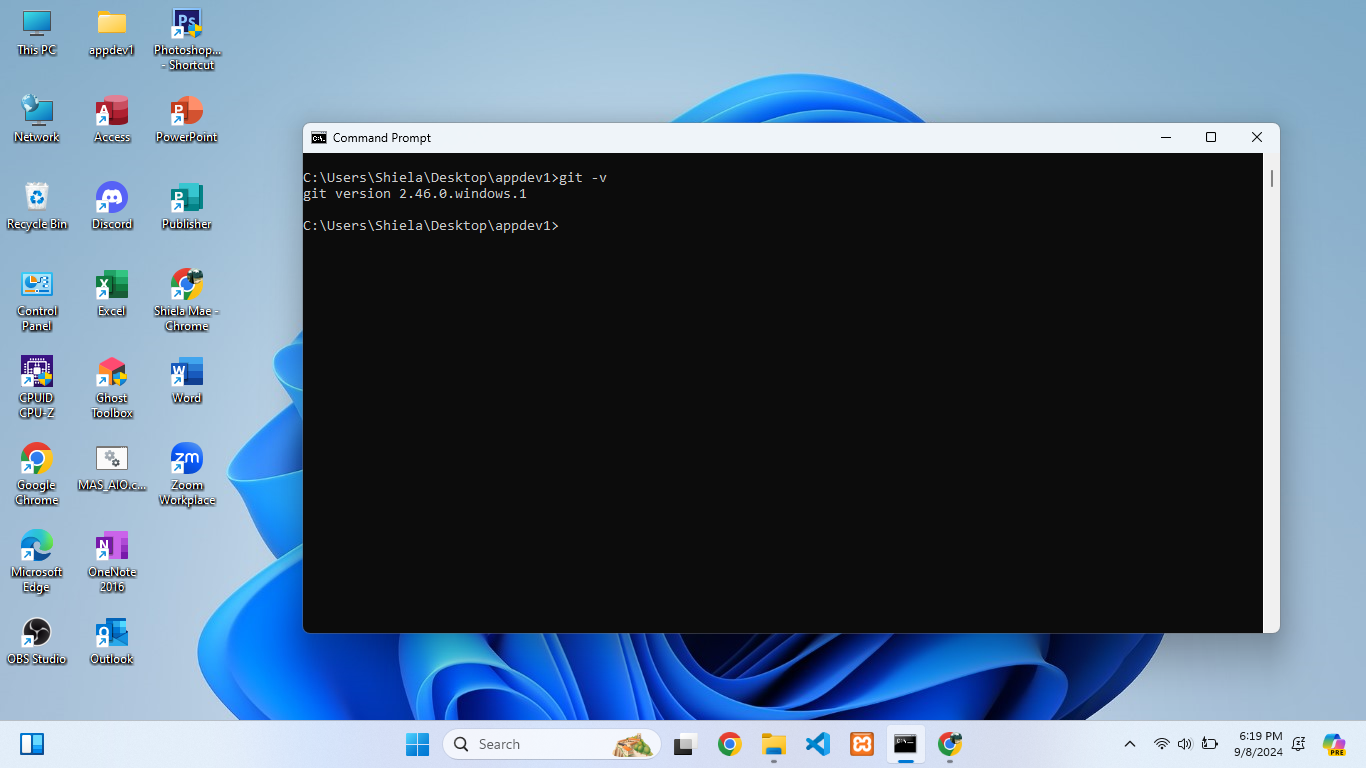 This PC
appdev1
Photoshop...
- Shortcut
Network
Access
PowerPoint
Recycle Bin
Discord
Publisher
Control
Panel
Excel
Shiela Mae -
Chrome
CPUID
CPU-Z
Ghost
Toolbox
Word
Google
Chrome
MAS_AIO.c...
Zoom
Workplace
Microsoft
Edge
OneNote
2016
OBS Studio
Outlook
Command Prompt
C:\Users\Shiela\Desktop\appdev1>git -v
git version 2.46.0.windows.1
C:\Users\Shiela\Desktop\appdev1>
Search
6:19 PM
9/8/2024
PRE